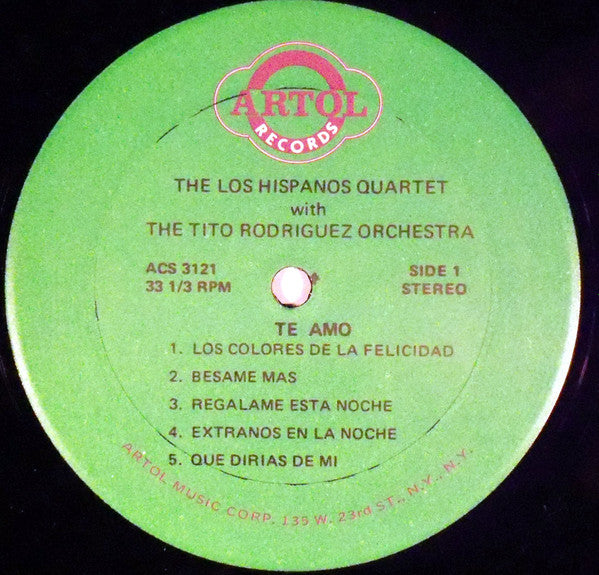 ARTOL
RECORDS
THE LOS HISPANOS QUARTET
with
THE TITO RODRIGUEZ ORCHESTRA
ACS 3121 SIDE 1
33 1/3 RPM STEREO
TE AMO
1. LOS COLORES DE LA FELICIDAD
2. BESAME MAS
3. REGALAME ESTA NOCHE
4. EXTRANOS EN LA NOCHE
5. QUE DIRIAS DE MI
ARTOL MUSIC CORP. 135 W. 23rd ST., N.Y., N.Y.